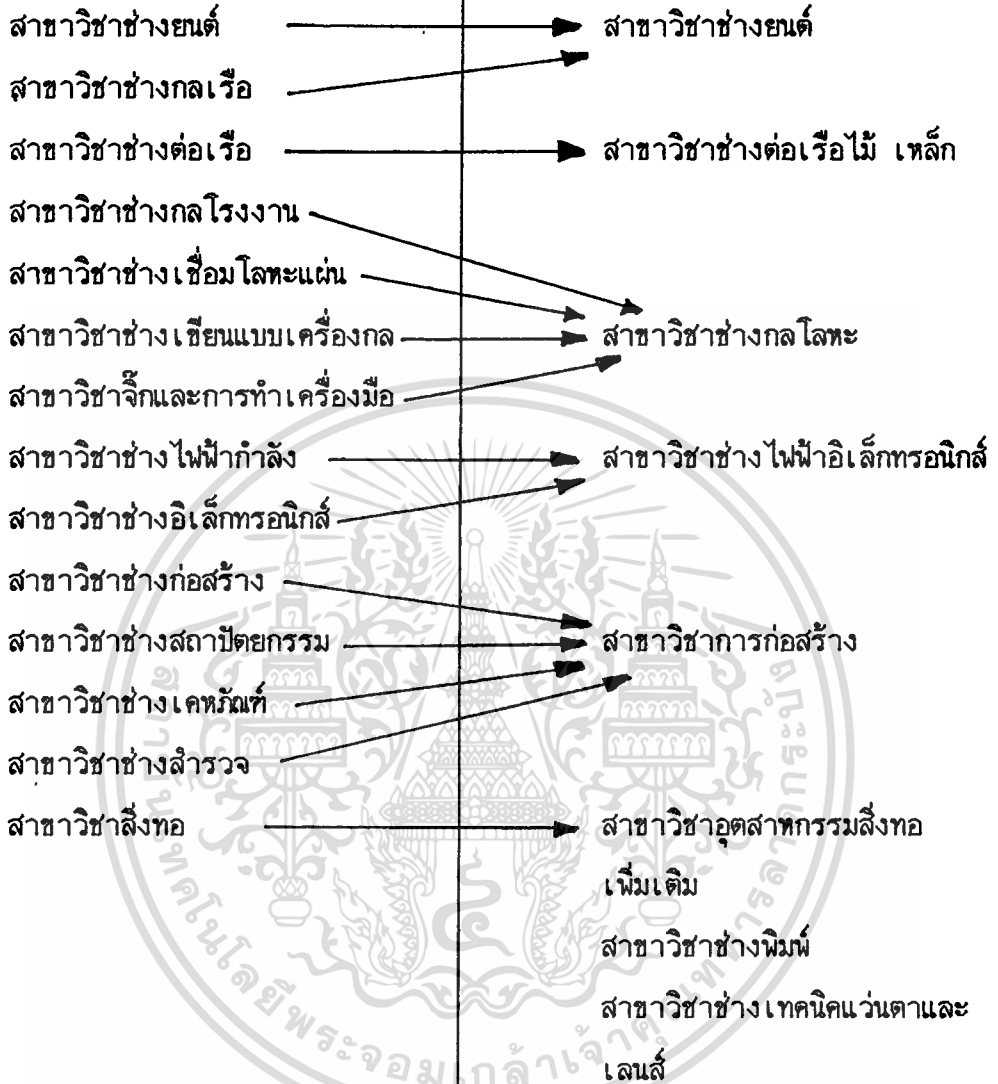 สาขาวิชาช่างยนต์ สาขาวิชาช่างยนต์
สาขาวิชาช่างกลเรือ
สาขาวิชาช่างต่อเรือ สาขาวิชาช่างต่อเรือไม้ เหล็ก
สาขาวิชาช่างกลโรงงาน
สาขาวิชาช่างเชื่อมโลหะแผ่น
สาขาวิชาช่างเขียนแบบเครื่องกล สาขาวิชาช่างกลโลหะ
สาขาวิชาจิ๊กและการทำเครื่องมือ
สาขาวิชาช่างไฟฟ้ากำลัง สาขาวิชาช่างไฟฟ้าอิเล็กทรอนิกส์
สาขาวิชาช่างอิเล็กทรอนิกส์
สาขาวิชาช่างก่อสร้าง
สาขาวิชาช่างสถาปัตยกรรม สาขาวิชาการก่อสร้าง
สาขาวิชาช่างเคหภัณฑ์
สาขาวิชาช่างสำรวจ
สาขาวิชาสิ่งทอ สาขาวิชาอุตสาหกรรมสิ่งทอ
เพิ่มเติม
สาขาวิชาช่างพิมพ์
สาขาวิชาช่างเทคนิคแว่นตาและ
เลนส์